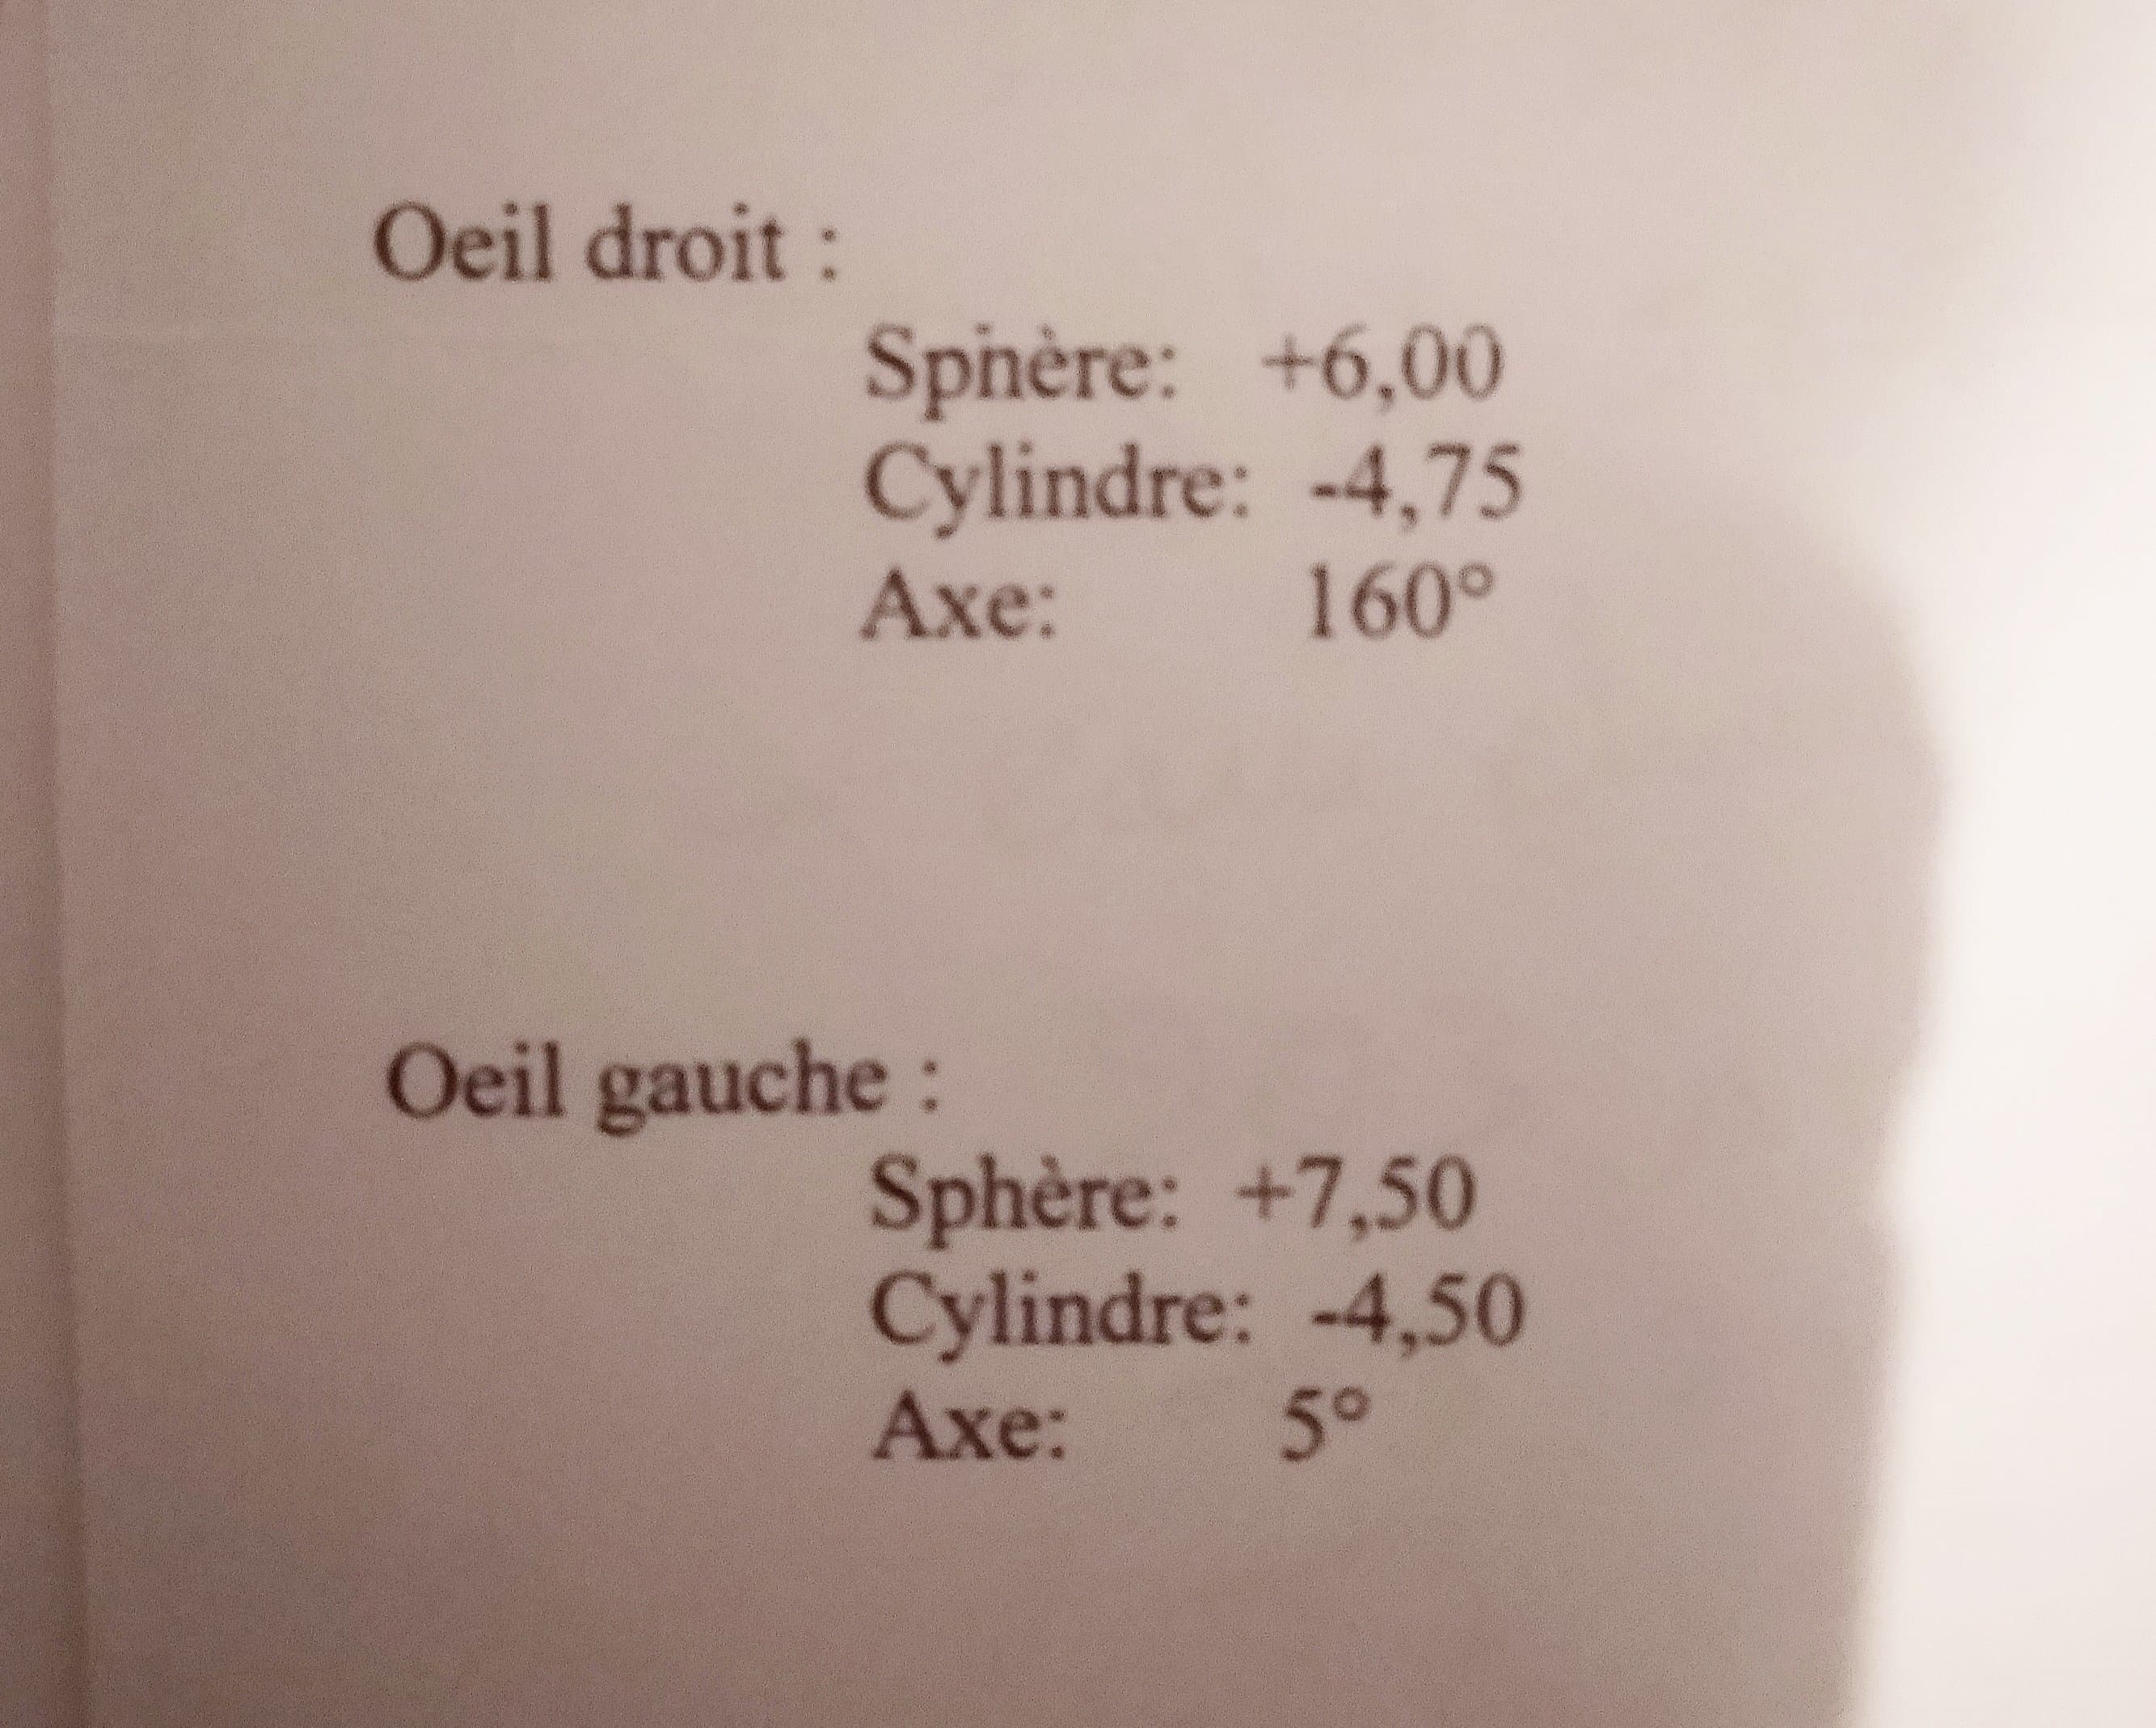 Oeil droit :
Sphère: +6,00
Cylindre: -4,75
Axe: 160°
Oeil gauche :
Sphère: +7,50
Cylindre: -4,50
Axe: 5°